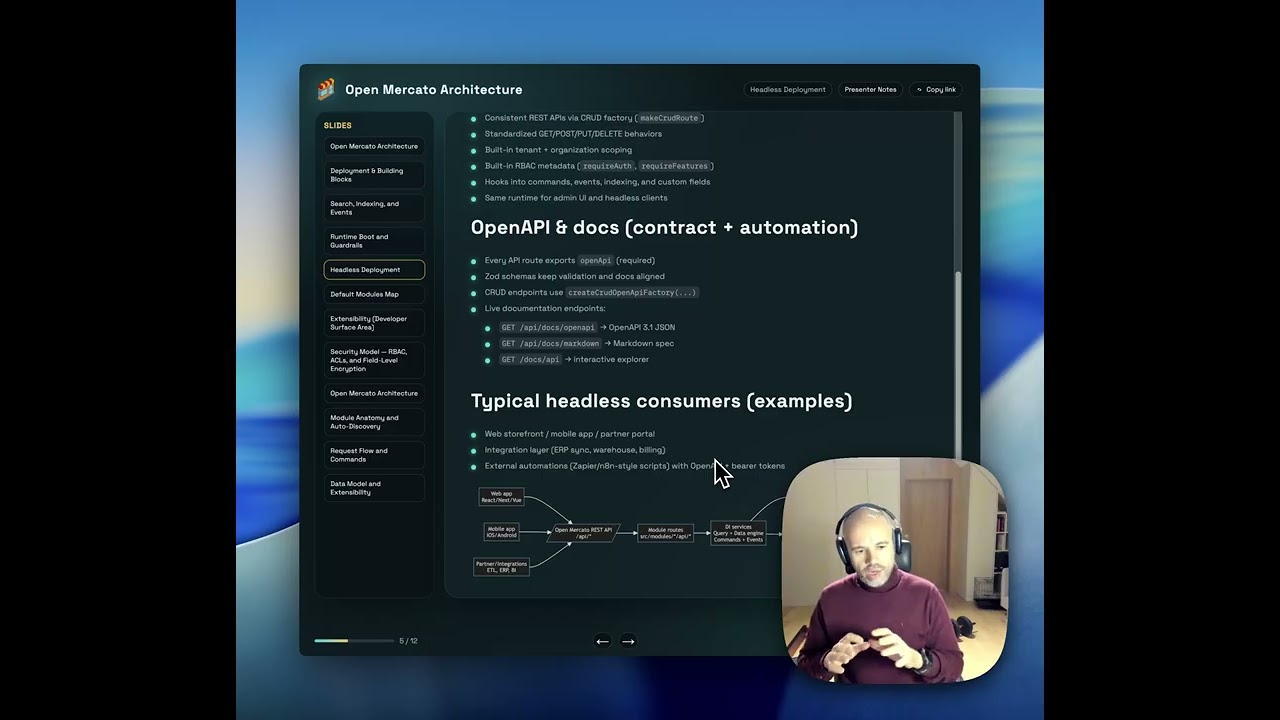 Open Mercato Architecture
Headless Deployment
Presenter Notes
Copy link
SLIDES
Open Mercato Architecture
Deployment & Building
Blocks
Search, Indexing, and
Events
Runtime Boot and
Guardrails
Headless Deployment
Default Modules Map
Extensibility (Developer
Surface Area)
Security Model — RBAC,
ACLs, and Field-Level
Encryption
Open Mercato Architecture
Module Anatomy and
Auto-Discovery
Request Flow and
Commands
Data Model and
Extensibility
Consistent REST APIs via CRUD factory ( makeCrudRoute )
Standardized GET/POST/PUT/DELETE behaviors
Built-in tenant + organization scoping
Built-in RBAC metadata ( requireAuth , requireFeatures )
Hooks into commands, events, indexing, and custom fields
Same runtime for admin UI and headless clients
OpenAPI & docs (contract + automation)
Every API route exports openApi (required)
Zod schemas keep validation and docs aligned
CRUD endpoints use createCrudOpenApiFactory(...)
Live documentation endpoints:
GET /api/docs/openapi → OpenAPI 3.1 JSON
GET /api/docs/markdown → Markdown spec
GET /docs/api → interactive explorer
Typical headless consumers (examples)
Web storefront / mobile app / partner portal
Integration layer (ERP sync, warehouse, billing)
External automations (Zapier/n8n-style scripts) with + bearer tokens
Web app
React/Next/Vue
Mobile app
iOS/Android
Partner/Integrations
ETL, ERP, BI
Open Mercato REST API
/api/*
Module routes
src/modules/*/api/*
DI services
Query + Data engine
Commands + Events
5 / 12
← →